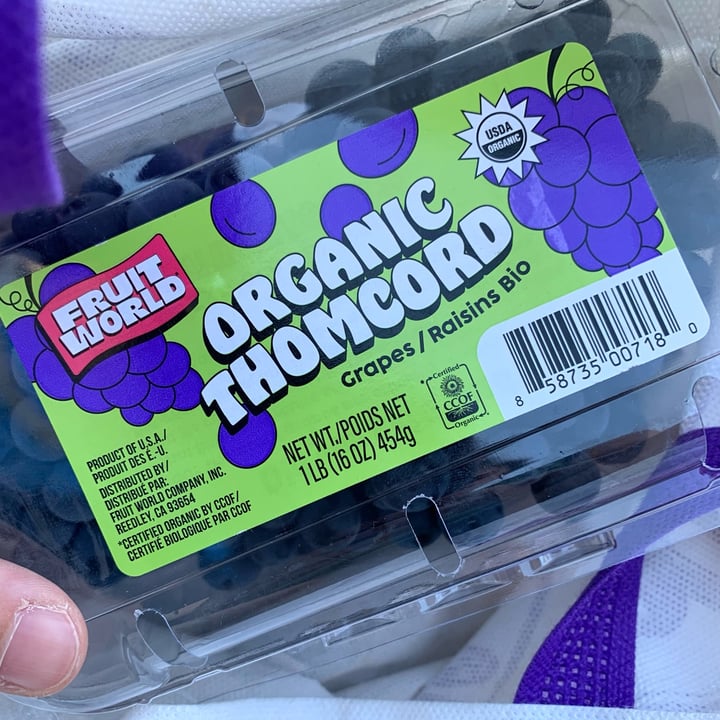 USDA
ORGANIC
FRUIT
WORLD
ORGANIC
THOMCORD
Grapes / Raisins Bio
PRODUCT OF U.S.A./
PRODUIT DES É.-U.
DISTRIBUTED BY/
DISTRIBUÉ PAR:
FRUIT WORLD COMPANY, INC.
REEDLEY, CA 93654
*CERTIFIED ORGANIC BY CCOF/
CERTIFIÉ BIOLOGIQUE PAR CCOF
NET WT./POIDS NET
1 LB (16 OZ) 454g
*Certified
CCOF
Organic
8 58735 00718 0